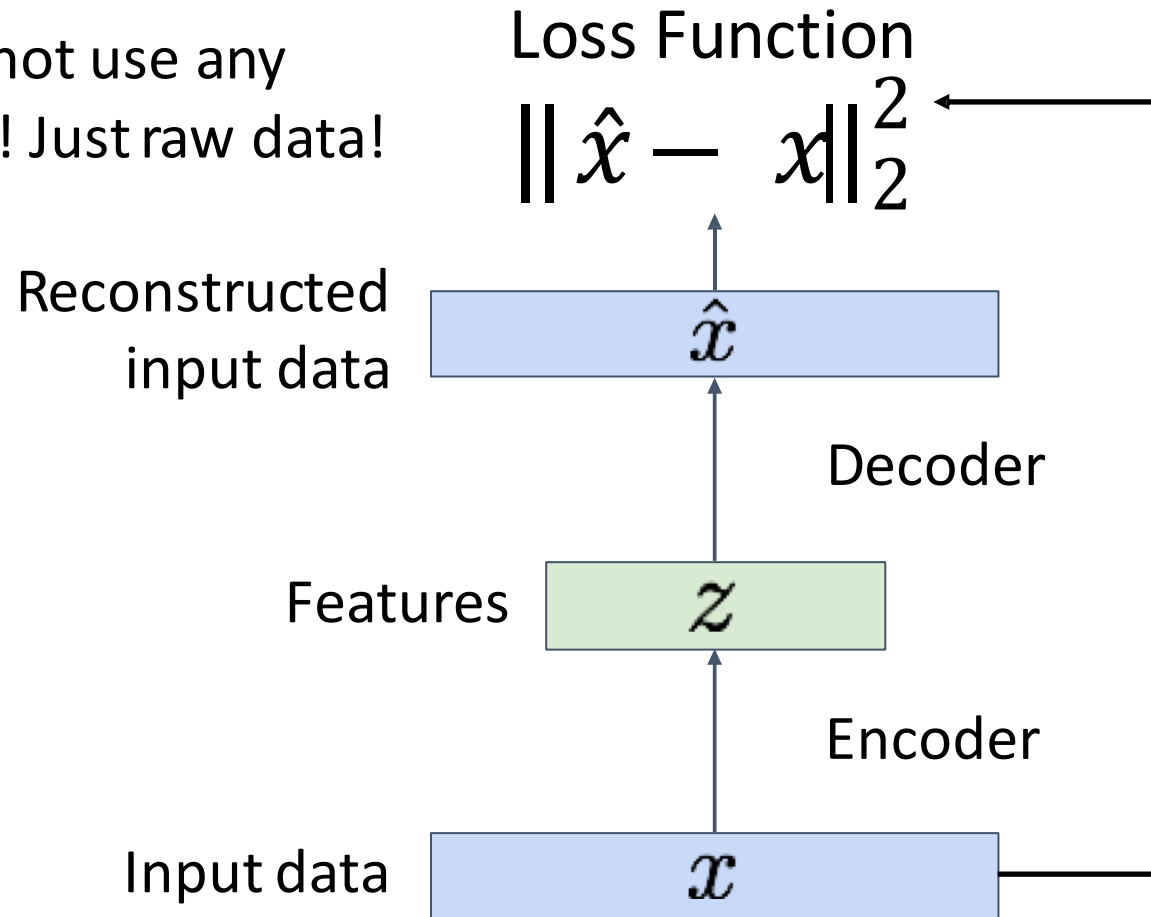 not use any
! Just raw data!
Loss Function
‖ x̂ − x‖₂²
Reconstructed
input data
x̂
Decoder
Features
z
Encoder
Input data
x